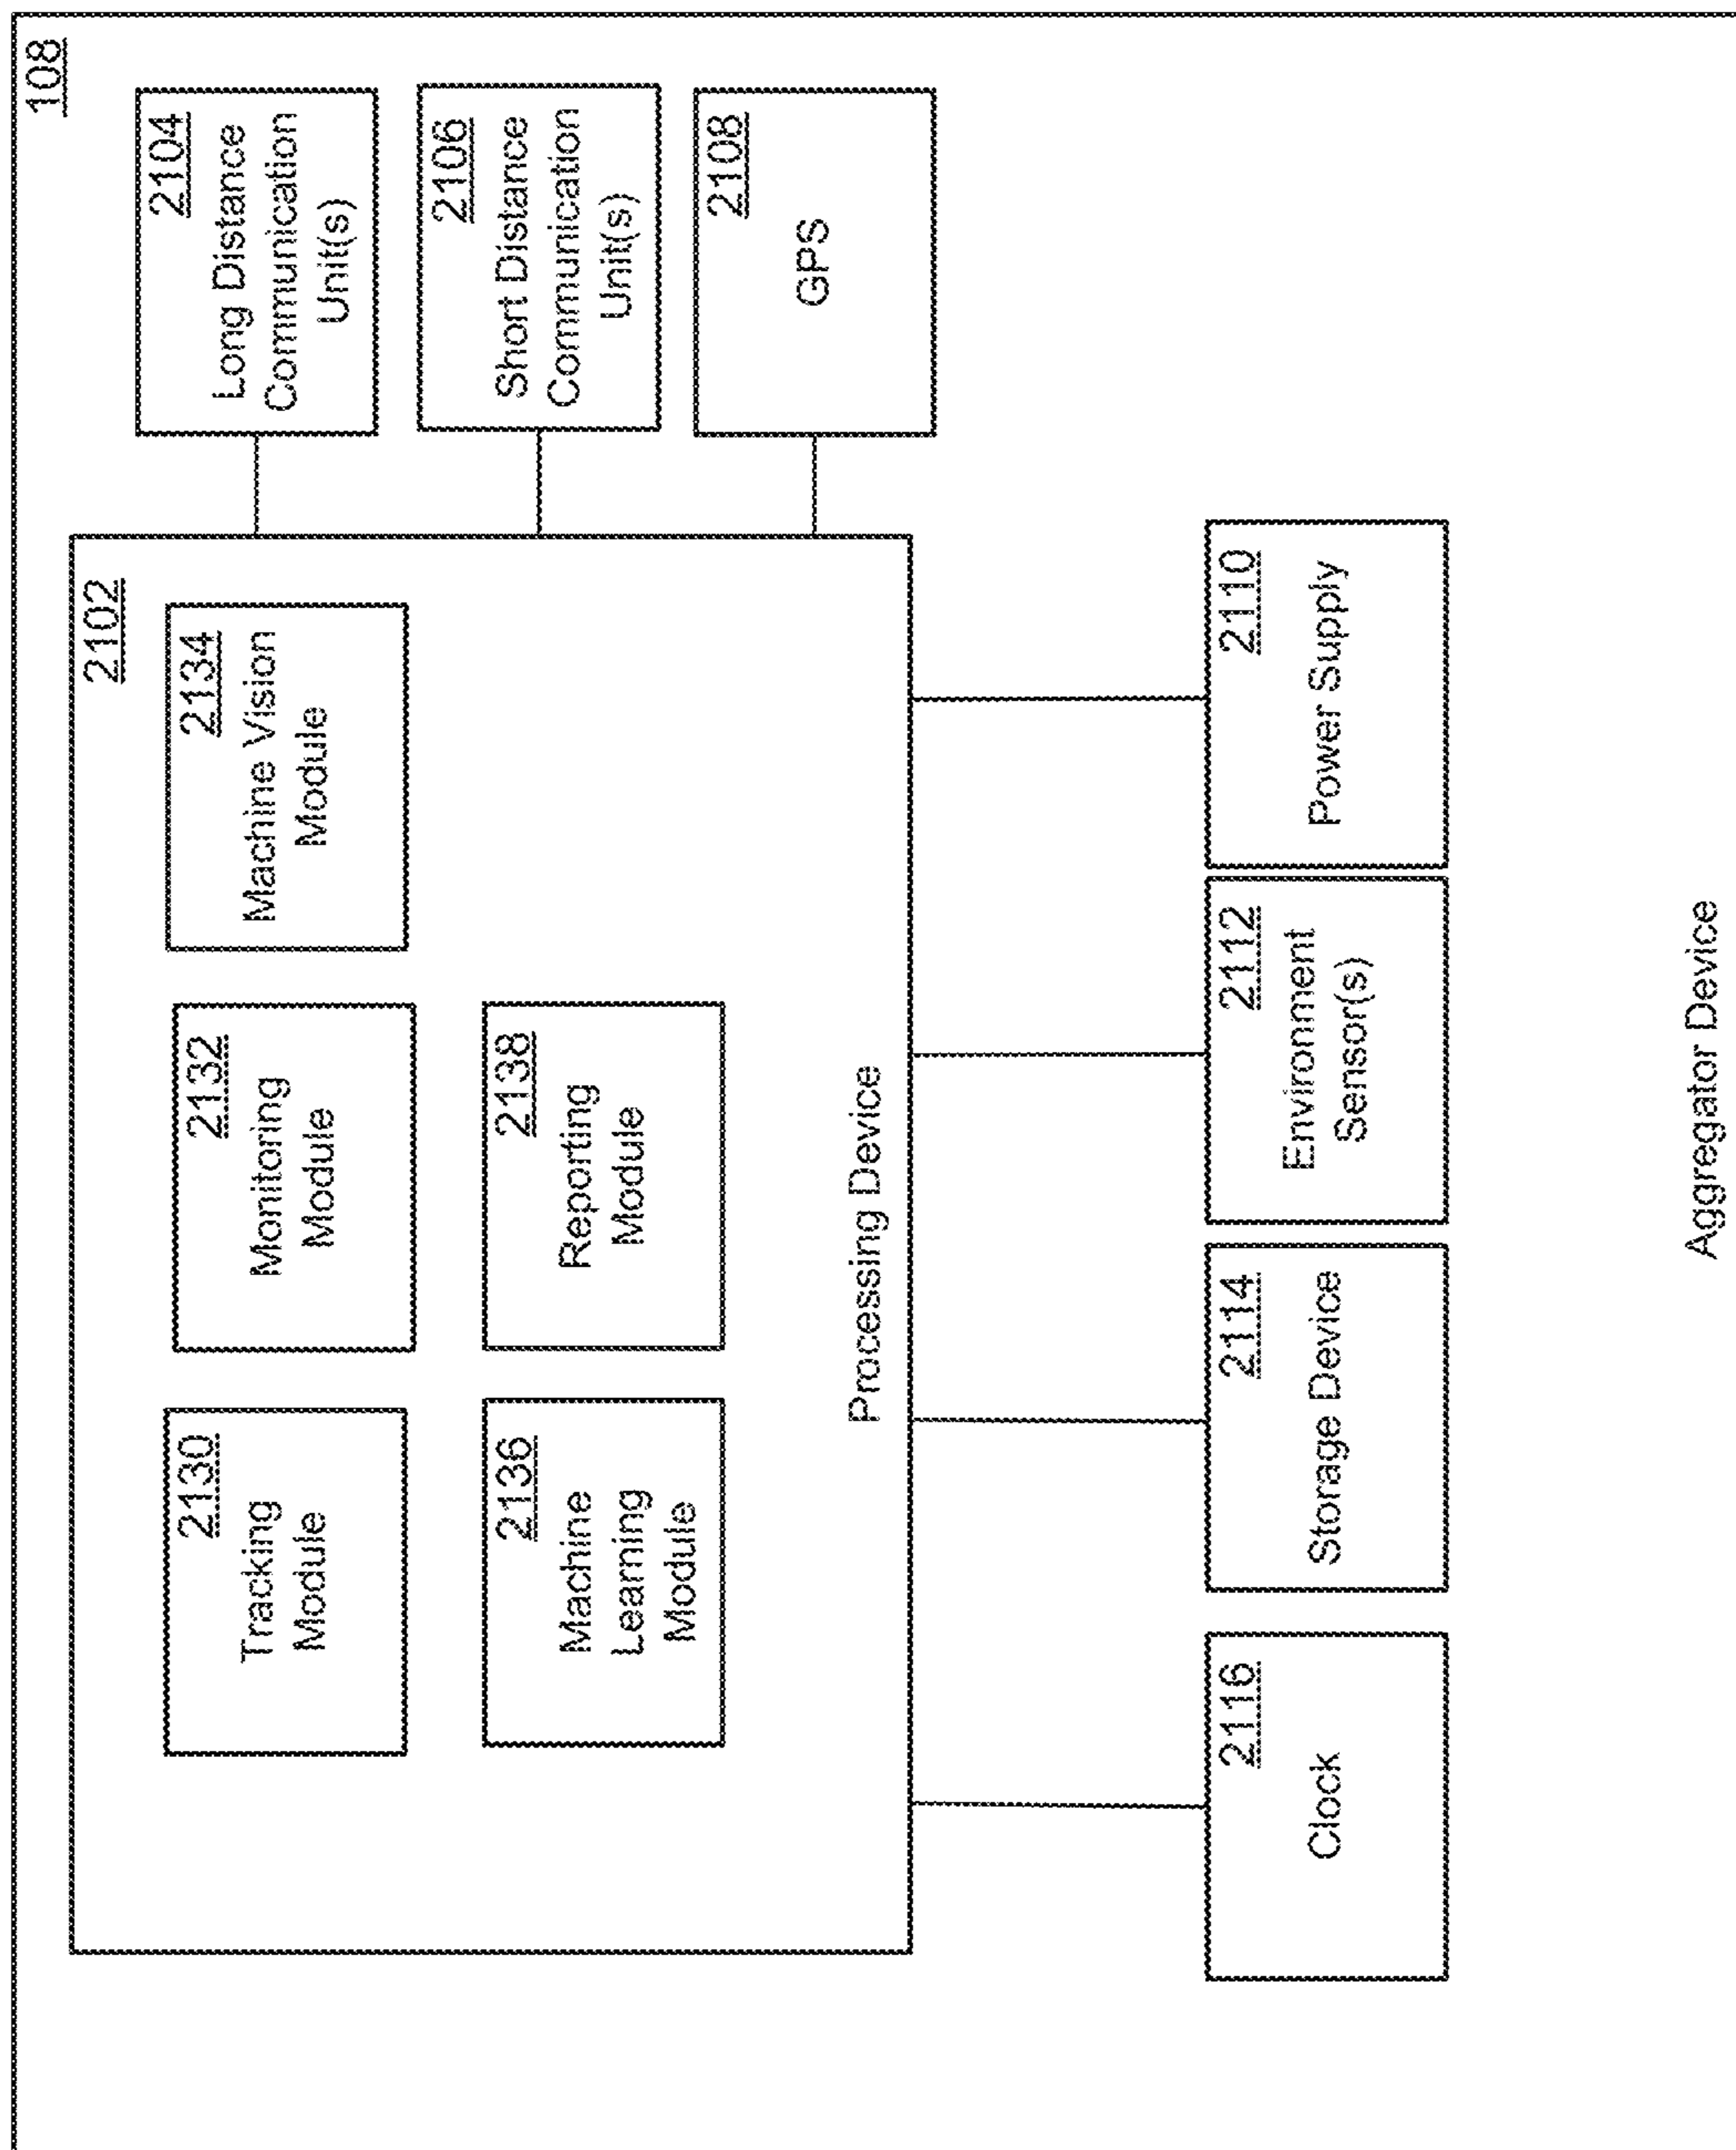 108
2102
2130
Tracking
Module
2132
Monitoring
Module
2134
Machine Vision
Module
2136
Machine
Learning
Module
2138
Reporting
Module
Processing Device
2104
Long Distance
Communication
Unit(s)
2106
Short Distance
Communication
Unit(s)
2108
GPS
2116
Clock
2114
Storage Device
2112
Environment
Sensor(s)
2110
Power Supply
Aggregator Device